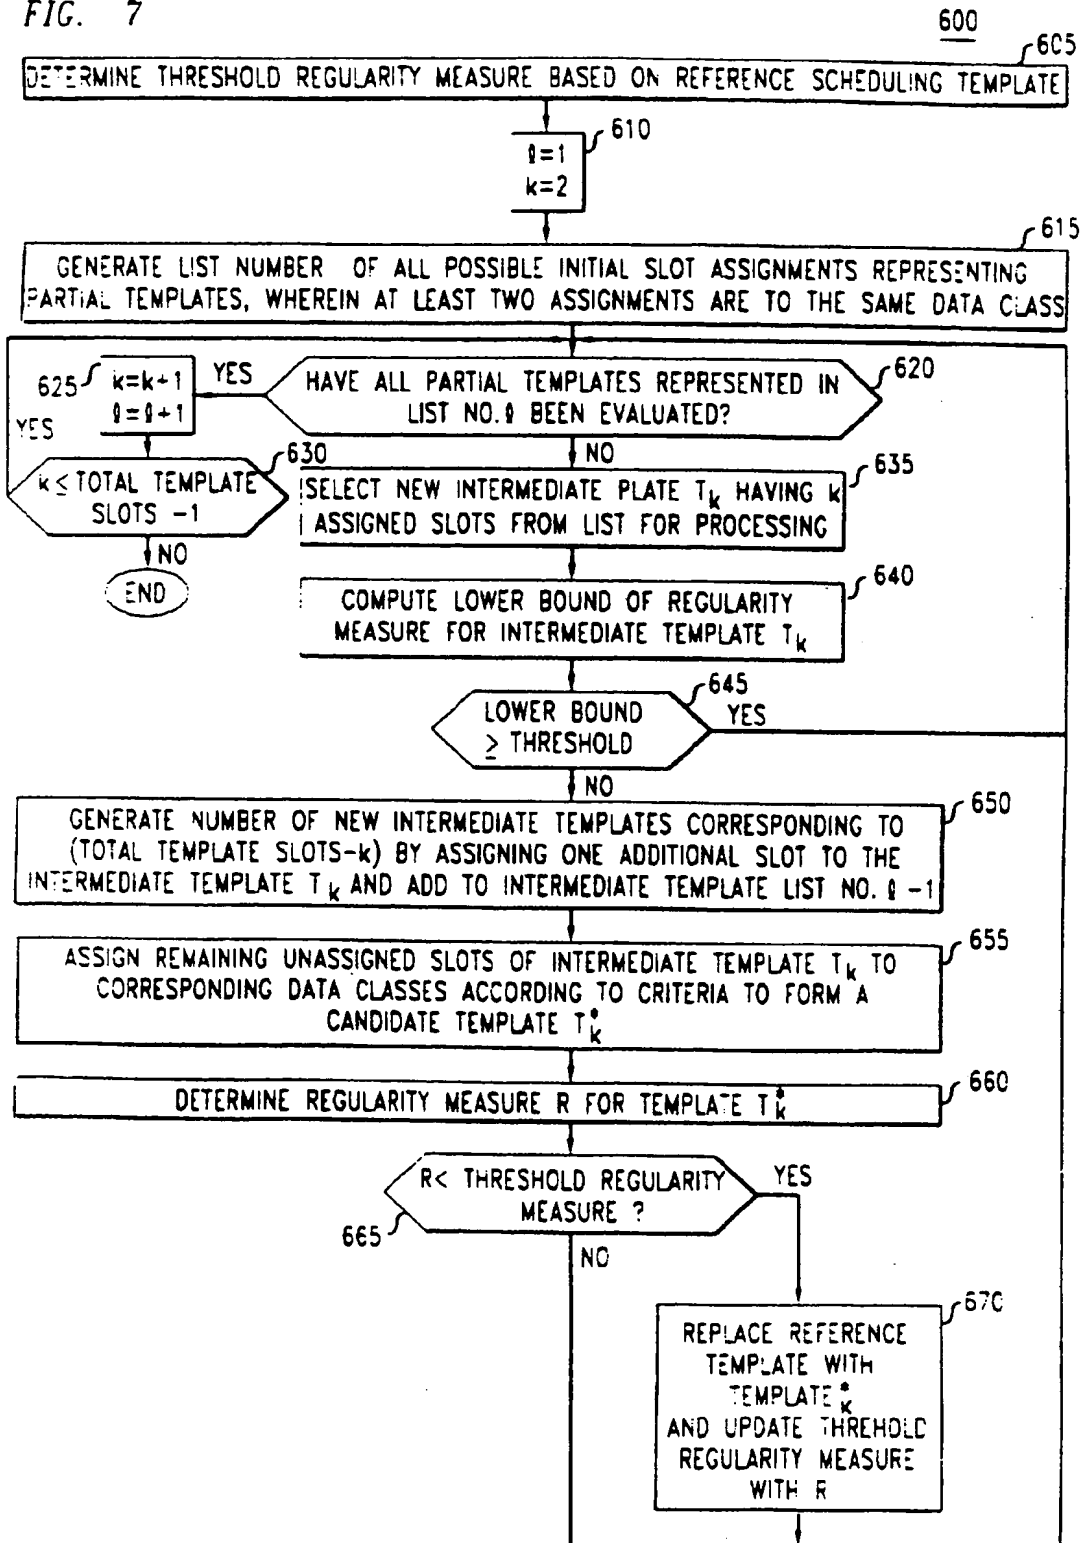 FIG. 7
600
605
DETERMINE THRESHOLD REGULARITY MEASURE BASED ON REFERENCE SCHEDULING TEMPLATE
610
ℓ=1
k=2
615
GENERATE LIST NUMBER OF ALL POSSIBLE INITIAL SLOT ASSIGNMENTS REPRESENTING
PARTIAL TEMPLATES, WHEREIN AT LEAST TWO ASSIGNMENTS ARE TO THE SAME DATA CLASS
620
HAVE ALL PARTIAL TEMPLATES REPRESENTED IN
LIST NO. ℓ BEEN EVALUATED?
YES
625
k=k+1
ℓ=ℓ+1
YES
630
k ≤ TOTAL TEMPLATE
SLOTS -1
NO
END
NO
635
SELECT NEW INTERMEDIATE PLATE Tk HAVING k
ASSIGNED SLOTS FROM LIST FOR PROCESSING
640
COMPUTE LOWER BOUND OF REGULARITY
MEASURE FOR INTERMEDIATE TEMPLATE Tk
645
LOWER BOUND
≥ THRESHOLD
YES
NO
650
GENERATE NUMBER OF NEW INTERMEDIATE TEMPLATES CORRESPONDING TO
(TOTAL TEMPLATE SLOTS-k) BY ASSIGNING ONE ADDITIONAL SLOT TO THE
INTERMEDIATE TEMPLATE Tk AND ADD TO INTERMEDIATE TEMPLATE LIST NO. ℓ -1
655
ASSIGN REMAINING UNASSIGNED SLOTS OF INTERMEDIATE TEMPLATE Tk TO
CORRESPONDING DATA CLASSES ACCORDING TO CRITERIA TO FORM A
CANDIDATE TEMPLATE T*k
660
DETERMINE REGULARITY MEASURE R FOR TEMPLATE T*k
R< THRESHOLD REGULARITY
MEASURE ?
YES
665
NO
670
REPLACE REFERENCE
TEMPLATE WITH
TEMPLATE*k
AND UPDATE THREHOLD
REGULARITY MEASURE
WITH R